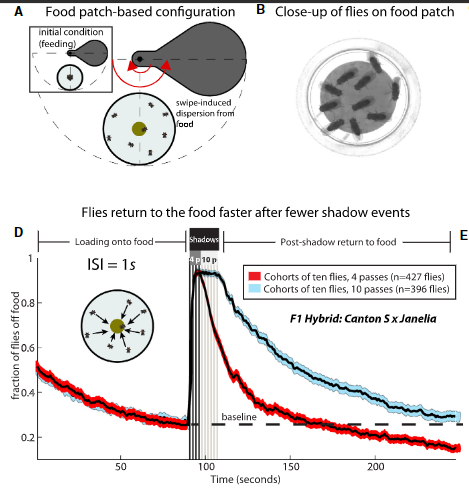 A Food patch-based configuration
B Close-up of flies on food patch
initial condition
(feeding)
swipe-induced
dispersion from
food
Flies return to the food faster after fewer shadow events
D
E
Loading onto food
Shadows
Post-shadow return to food
4 p
10 p
ISI = 1s
Cohorts of ten flies, 4 passes (n=427 flies)
Cohorts of ten flies, 10 passes (n=396 flies)
F1 Hybrid: Canton S x Janelia
1
0.8
0.6
0.4
0.2
fraction of flies off food
baseline
50
100
150
200
Time (seconds)